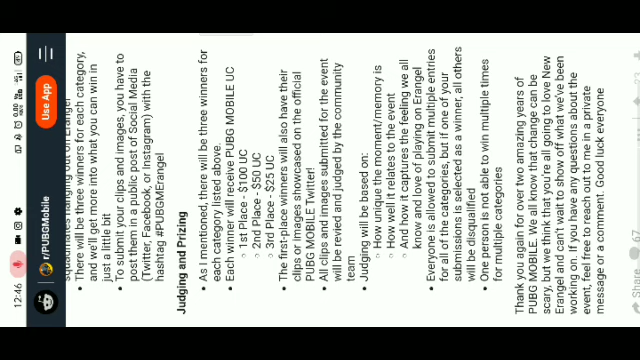 12:46
0.00
r/PUBGMobile
Use App
squadmates hanging out on Erangel
• There will be three winners for each category,
and we'll get more into what you can win in
just a little bit
• To submit your clips and images, you have to
post them in a public post of Social Media
(Twitter, Facebook, or Instagram) with the
hashtag #PUBGMErangel
Judging and Prizing
• As I mentioned, there will be three winners for
each category listed above.
• Each winner will receive PUBG MOBILE UC
○ 1st Place - $100 UC
○ 2nd Place - $50 UC
○ 3rd Place - $25 UC
• The first-place winners will also have their
clips or images showcased on the official
PUBG MOBILE Twitter!
• All clips and images submitted for the event
will be revied and judged by the community
team
• Judging will be based on:
○ How unique the moment/memory is
○ How well it relates to the event
○ And how it captures the feeling we all
know and love of playing on Erangel
• Everyone is allowed to submit multiple entries
for all of the categories, but if one of your
submissions is selected as a winner, all others
will be disqualified
• One person is not able to win multiple times
for multiple categories
Thank you again for over two amazing years of
PUBG MOBILE. We all know that change can be
scary, but we think that you're all going to love New
Erangel and can't wait to show off what we've been
working on. If you have any questions about the
event, feel free to reach out to me in a private
message or a comment. Good luck everyone
Share
67
23